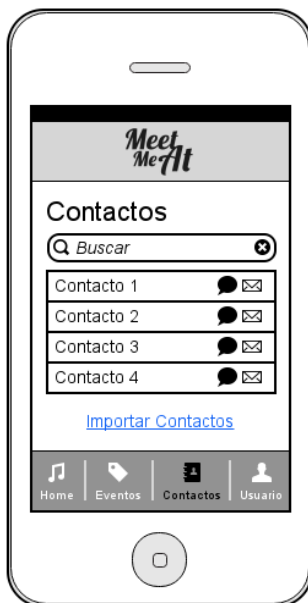 Meet
Me At
Contactos
Buscar
Contacto 1
Contacto 2
Contacto 3
Contacto 4
Importar Contactos
Home Eventos Contactos Usuario